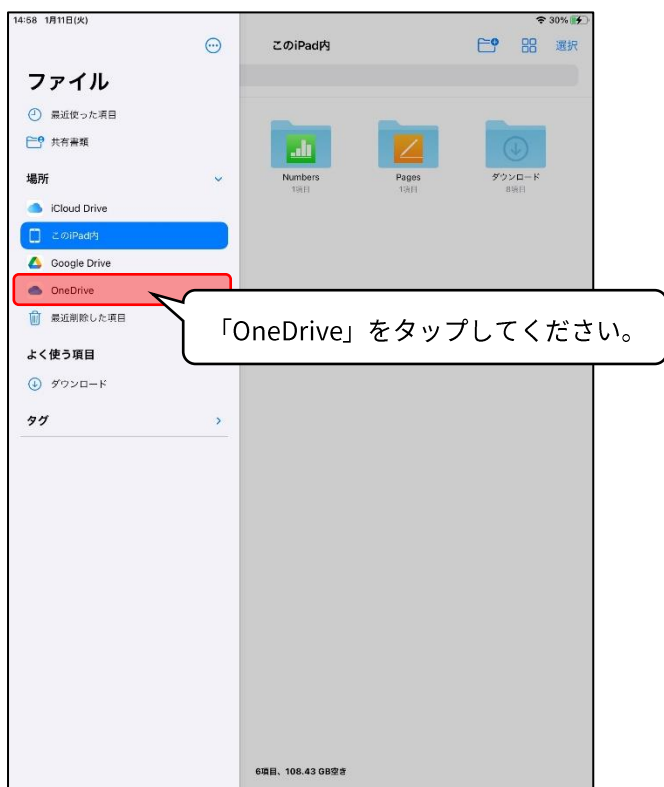 14:58 1月11日(火)
30%
このiPad内
選択
ファイル
最近使った項目
共有書類
場所
iCloud Drive
このiPad内
Google Drive
OneDrive
最近削除した項目
よく使う項目
ダウンロード
タグ
Numbers
1項目
Pages
1項目
ダウンロード
8項目
「OneDrive」をタップしてください。
6項目、108.43 GB空き